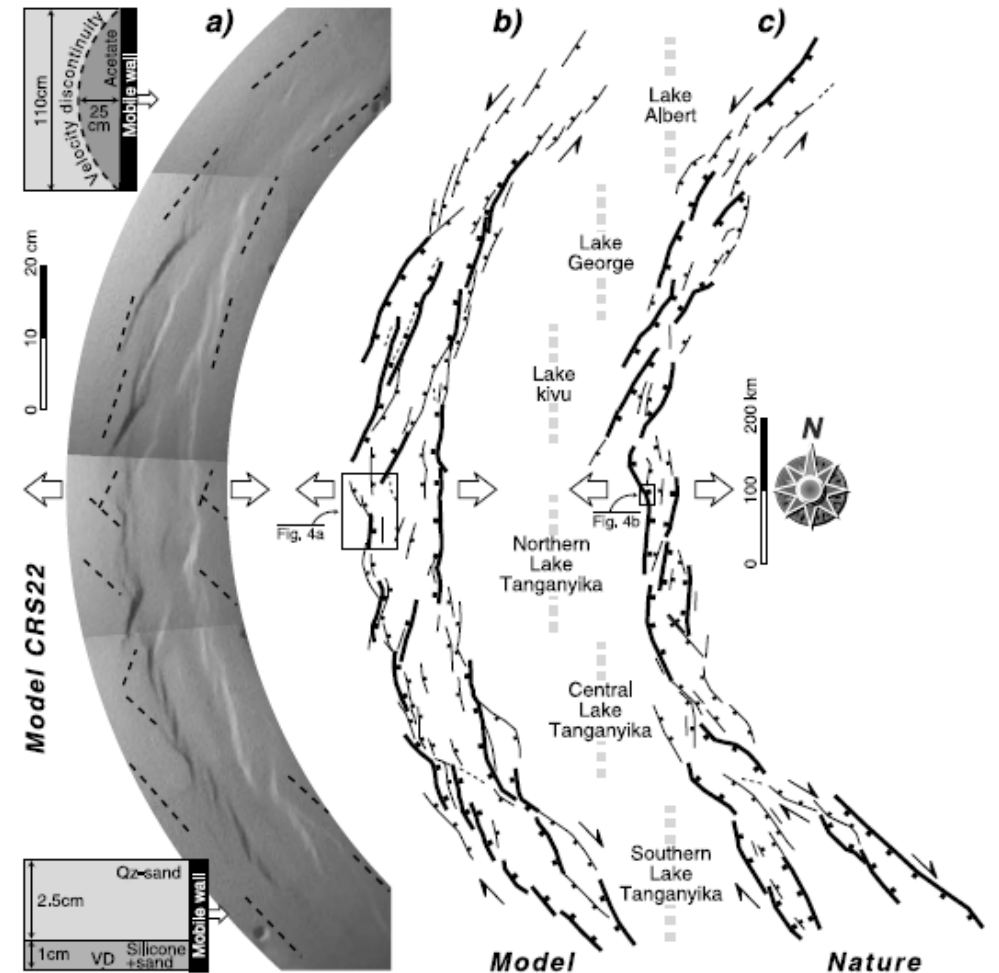 a)
b)
c)
110cm
Velocity discontinuity
25
cm
Acetate
Mobile wall
20 cm
10
0
Model CRS22
Lake
Albert
Lake
George
Lake
kivu
Northern
Lake
Tanganyika
Central
Lake
Tanganyika
Southern
Lake
Tanganyika
Fig. 4a
Fig. 4b
200 km
100
0
N
Qz-sand
2.5cm
1cm
VD
Silicone
+sand
Mobile wall
Model
Nature